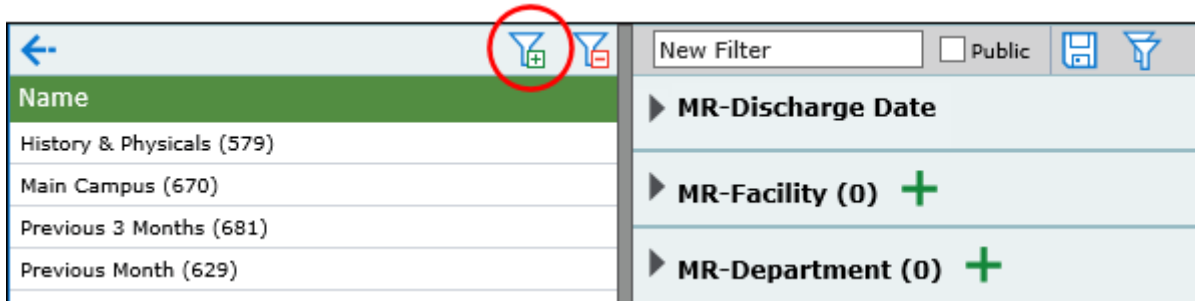 New Filter
Public
Name
History & Physicals (579)
Main Campus (670)
Previous 3 Months (681)
Previous Month (629)
MR-Discharge Date
MR-Facility (0)
MR-Department (0)